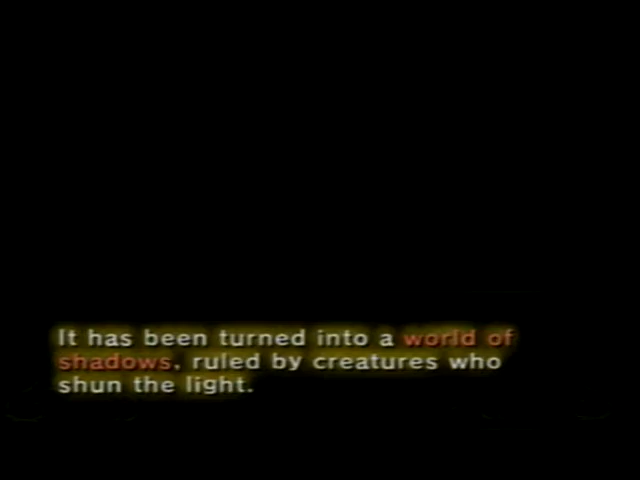 It has been turned into a world of
shadows, ruled by creatures who
shun the light.